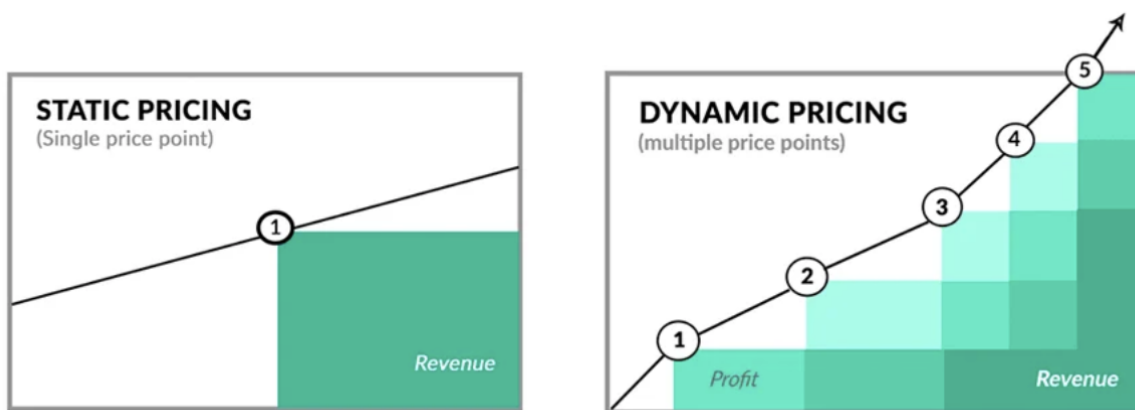 STATIC PRICING
(Single price point)
1
Revenue
DYNAMIC PRICING
(multiple price points)
5
4
3
2
1
Profit
Revenue